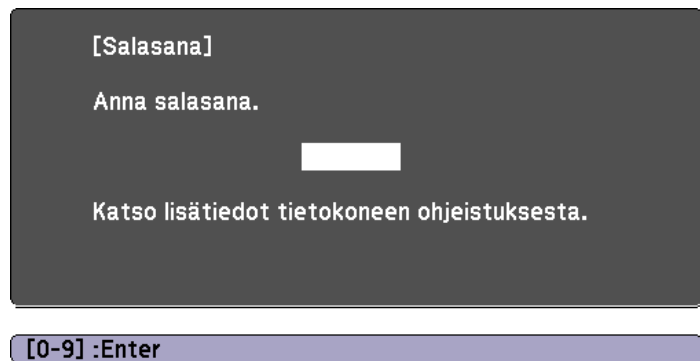 [Salasana]
Anna salasana.
Katso lisätiedot tietokoneen ohjeistuksesta.
[0-9] :Enter